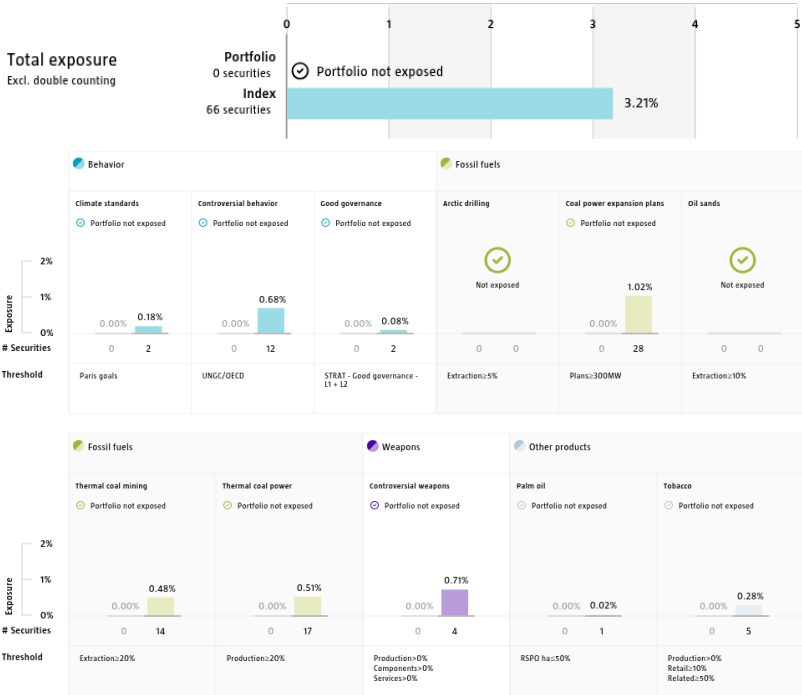 0 1 2 3 4 5
Total exposure
Excl. double counting
Portfolio
0 securities
Portfolio not exposed
Index
66 securities
3.21%
Behavior
Fossil fuels
Climate standards
Controversial behavior
Good governance
Arctic drilling
Coal power expansion plans
Oil sands
Portfolio not exposed
Portfolio not exposed
Portfolio not exposed
Portfolio not exposed
Not exposed
Not exposed
Exposure
2%
1%
0%
0.00% 0.18%
0.00% 0.68%
0.00% 0.08%
0.00% 1.02%
# Securities
0 2
0 12
0 2
0 0
0 28
0 0
Threshold
Paris goals
UNGC/OECD
STRAT - Good governance -
L1 + L2
Extraction≥5%
Plans≥300MW
Extraction≥10%
Fossil fuels
Weapons
Other products
Thermal coal mining
Thermal coal power
Controversial weapons
Palm oil
Tobacco
Portfolio not exposed
Portfolio not exposed
Portfolio not exposed
Portfolio not exposed
Portfolio not exposed
Exposure
2%
1%
0%
0.00% 0.48%
0.00% 0.51%
0.00% 0.71%
0.00% 0.02%
0.00% 0.28%
# Securities
0 14
0 17
0 4
0 1
0 5
Threshold
Extraction≥20%
Production≥20%
Production>0%
Components>0%
Services>0%
RSPO ha≤50%
Production>0%
Retail≥10%
Related≥50%